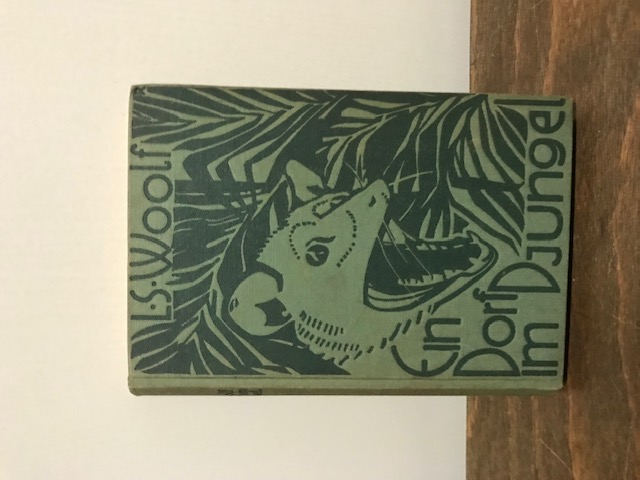 L·S·Woolf
Ein
Dorf
im Djungel